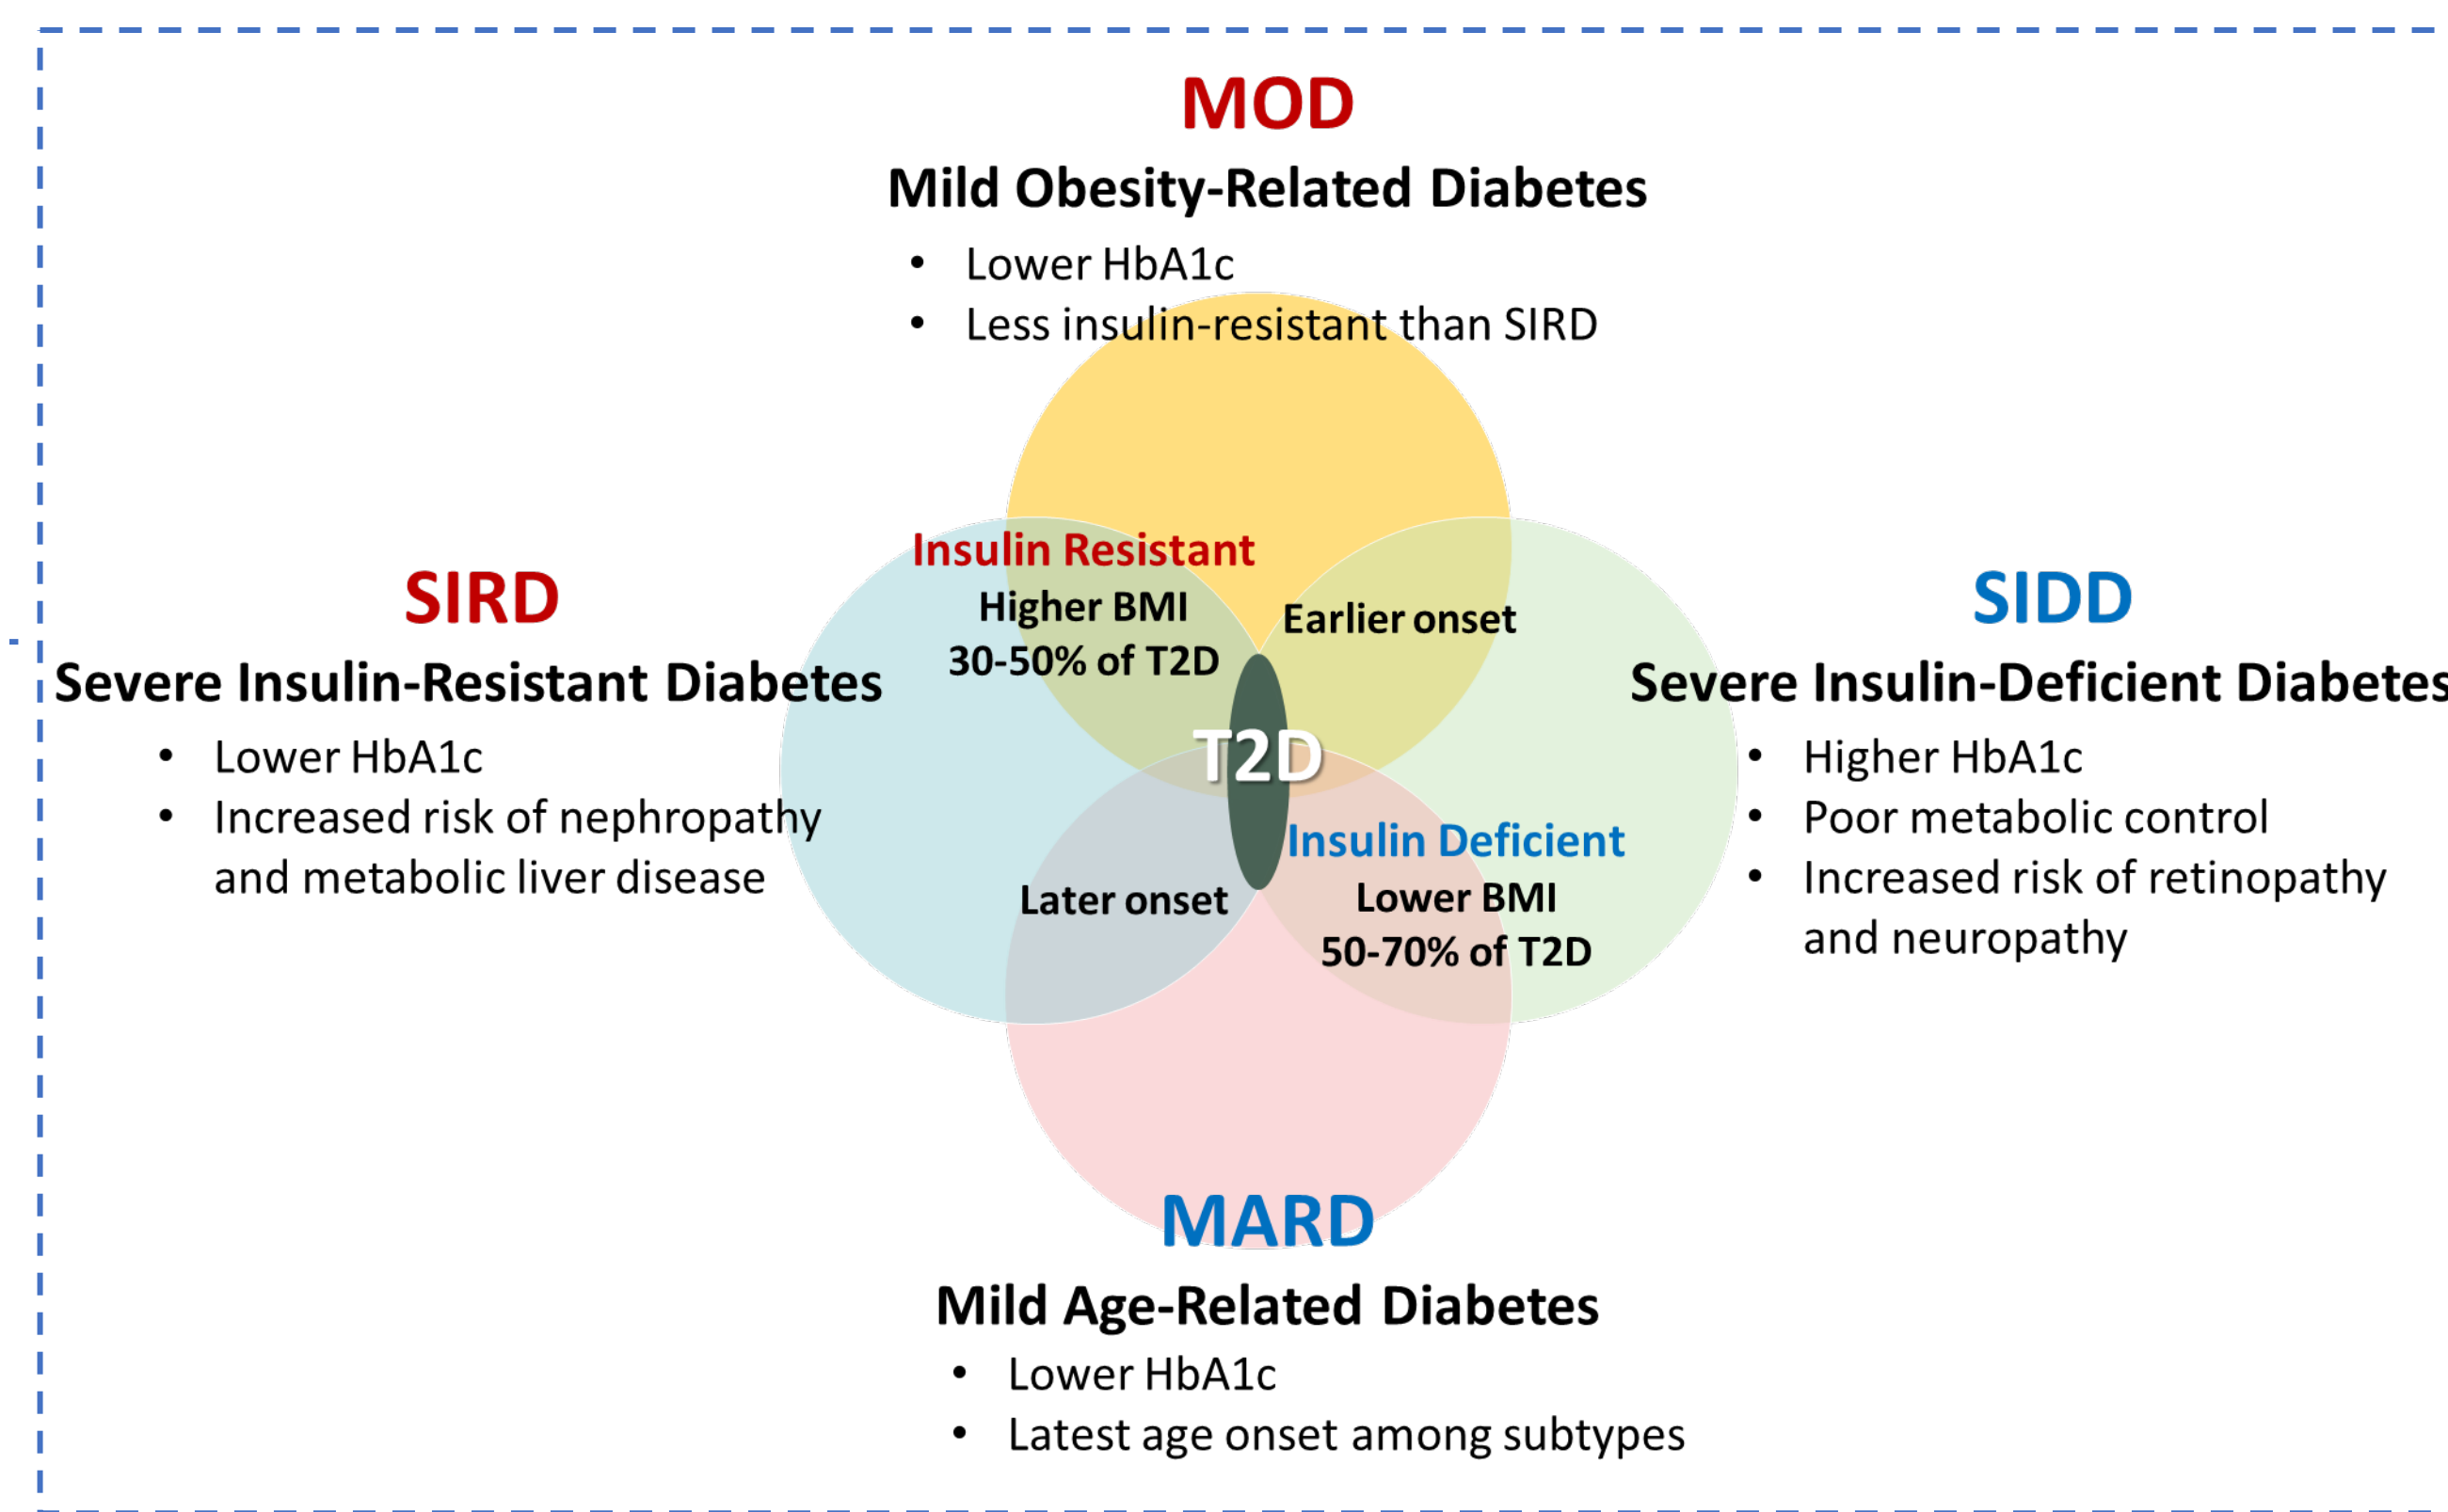 MOD
Mild Obesity-Related Diabetes
• Lower HbA1c
• Less insulin-resistant than SIRD
Insulin Resistant
Higher BMI
30-50% of T2D
Earlier onset
SIRD
Severe Insulin-Resistant Diabetes
• Lower HbA1c
• Increased risk of nephropathy
and metabolic liver disease
T2D
SIDD
Severe Insulin-Deficient Diabetes
• Higher HbA1c
• Poor metabolic control
• Increased risk of retinopathy
and neuropathy
Later onset
Insulin Deficient
Lower BMI
50-70% of T2D
MARD
Mild Age-Related Diabetes
• Lower HbA1c
• Latest age onset among subtypes